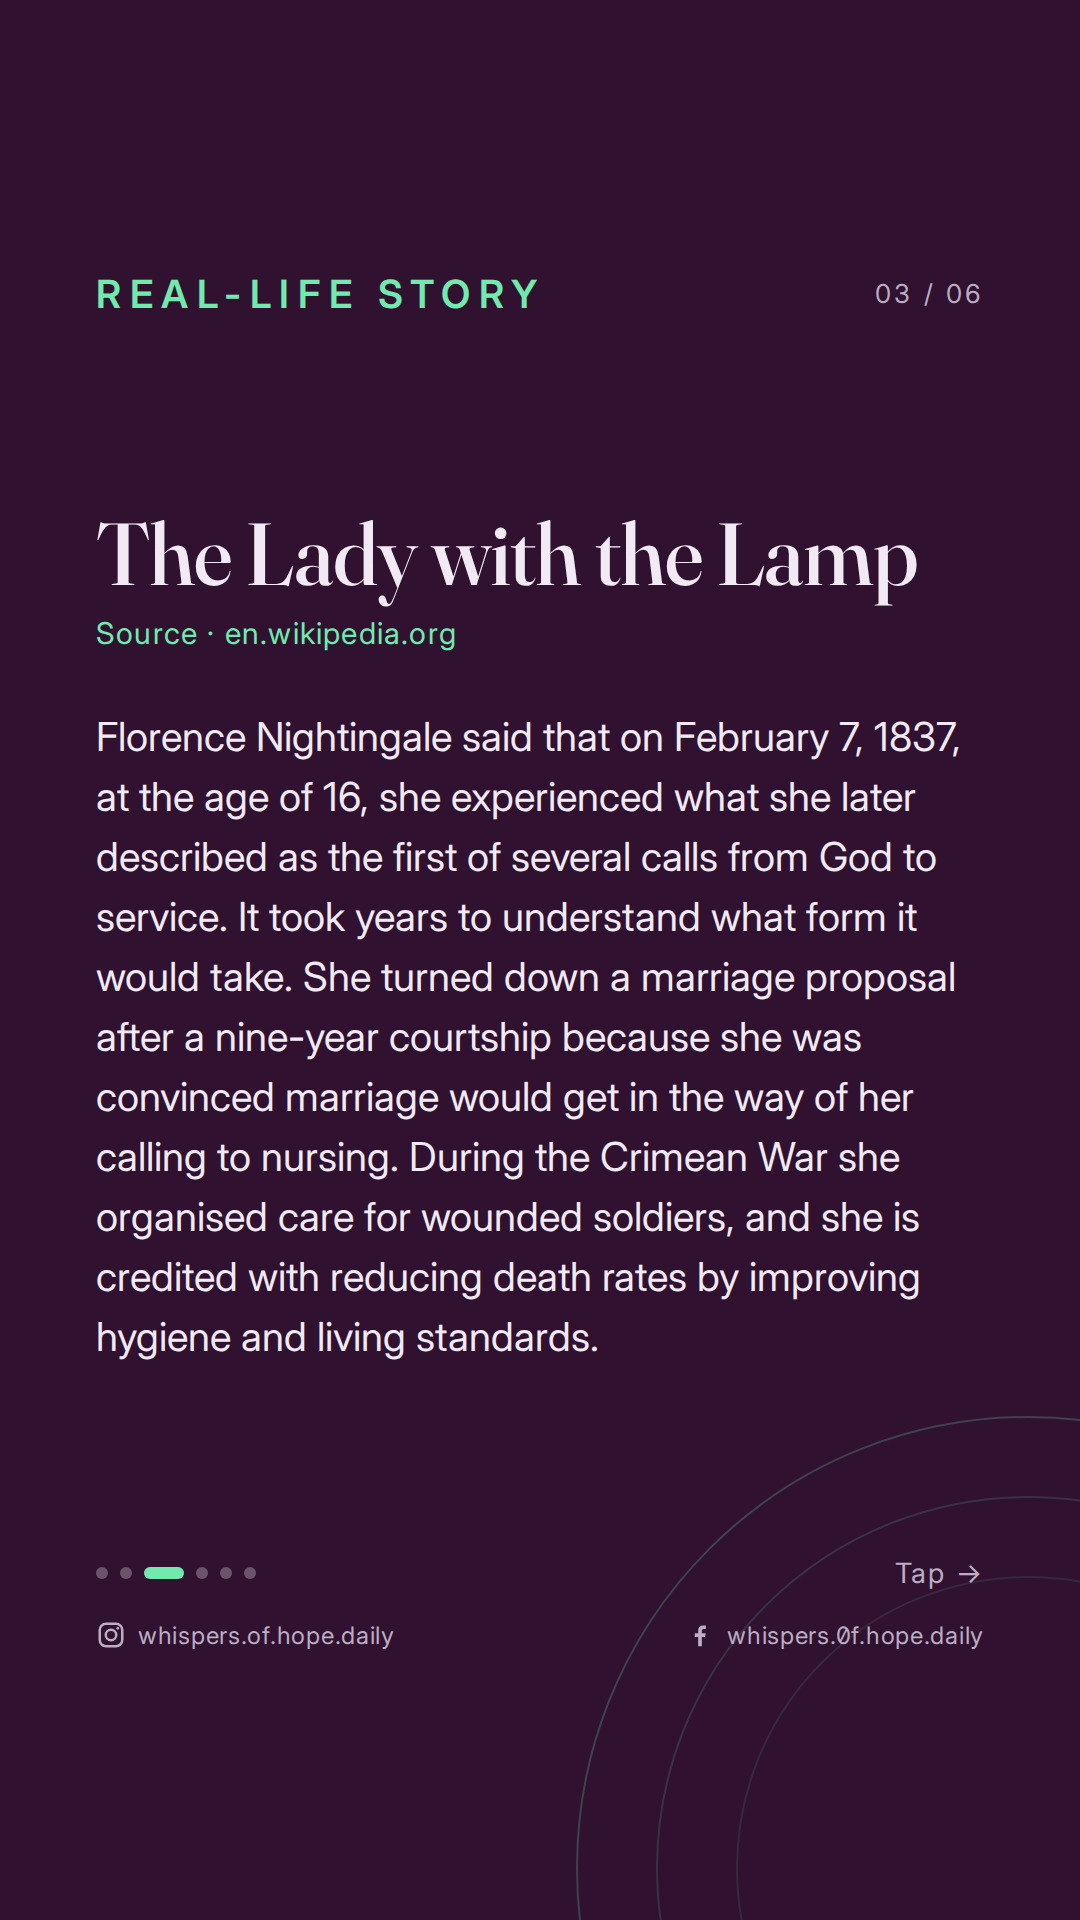 REAL-LIFE STORY
03 / 06
The Lady with the Lamp
Source · en.wikipedia.org
Florence Nightingale said that on February 7, 1837,
at the age of 16, she experienced what she later
described as the first of several calls from God to
service. It took years to understand what form it
would take. She turned down a marriage proposal
after a nine-year courtship because she was
convinced marriage would get in the way of her
calling to nursing. During the Crimean War she
organised care for wounded soldiers, and she is
credited with reducing death rates by improving
hygiene and living standards.
Tap →
whispers.of.hope.daily
whispers.of.hope.daily